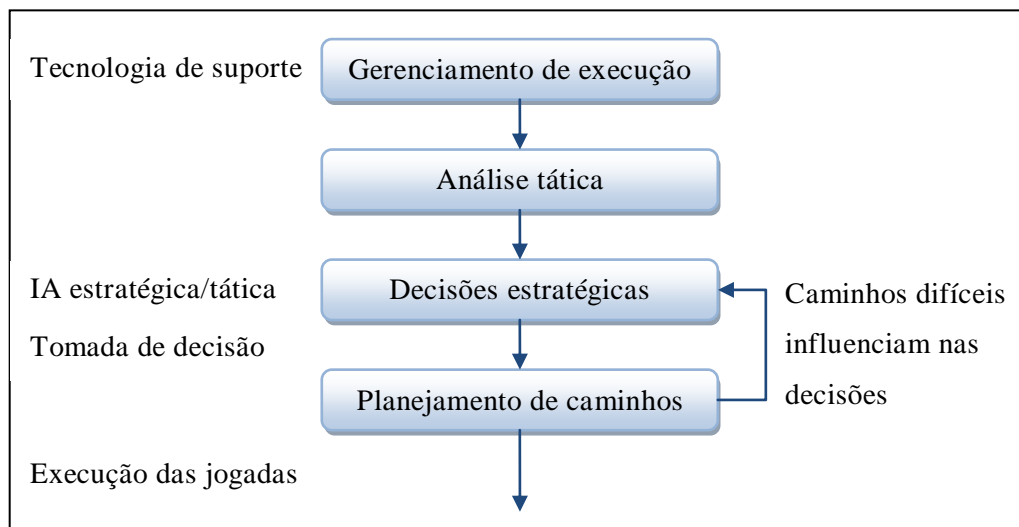 Tecnologia de suporte
Gerenciamento de execução
Análise tática
IA estratégica/tática
Decisões estratégicas
Tomada de decisão
Planejamento de caminhos
Caminhos difíceis
influenciam nas
decisões
Execução das jogadas